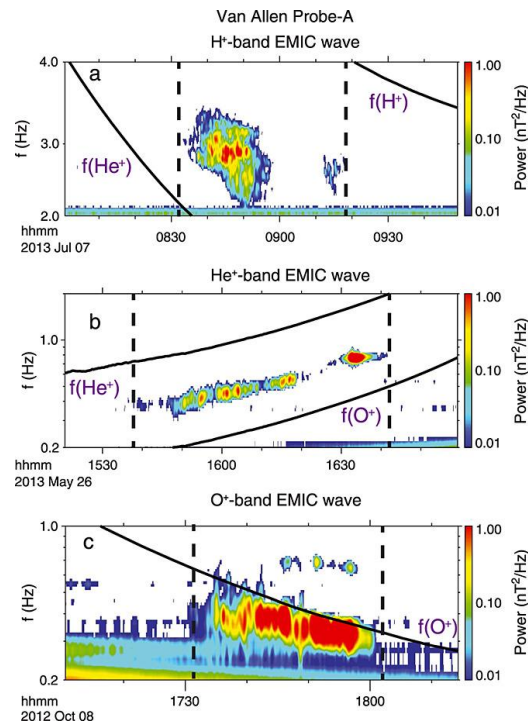 Van Allen Probe-A
H⁺-band EMIC wave
4.0
a
f(H⁺)
f (Hz)
3.0
f(He⁺)
2.0
1.00
0.10
0.01
Power (nT²/Hz)
hhmm
0830
0900
0930
2013 Jul 07
He⁺-band EMIC wave
b
1.0
f (Hz)
f(He⁺)
f(O⁺)
0.2
1.00
0.10
0.01
Power (nT²/Hz)
hhmm
1530
1600
1630
2013 May 26
O⁺-band EMIC wave
1.0
c
f (Hz)
f(O⁺)
0.2
1.00
0.10
0.01
Power (nT²/Hz)
hhmm
1730
1800
2012 Oct 08